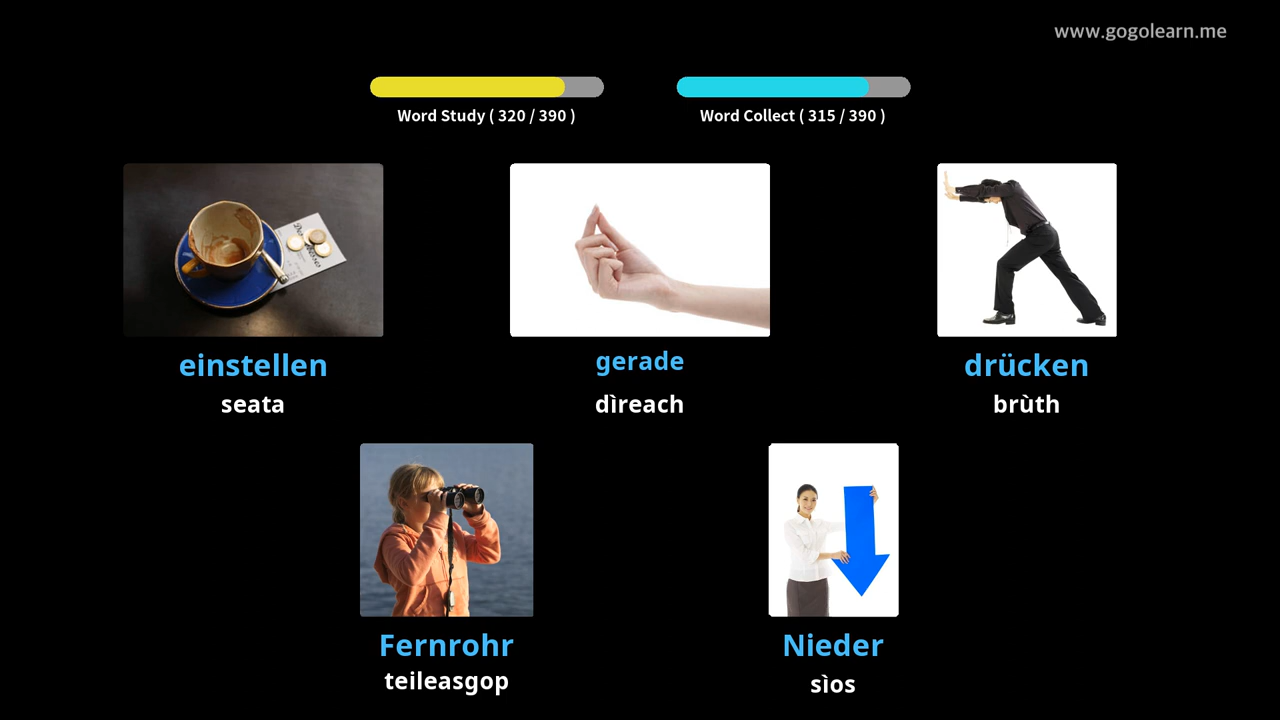 www.gogolearn.me
Word Study ( 320 / 390 )
Word Collect ( 315 / 390 )
einstellen
seata
gerade
dìreach
drücken
brùth
Fernrohr
teileasgop
Nieder
sìos